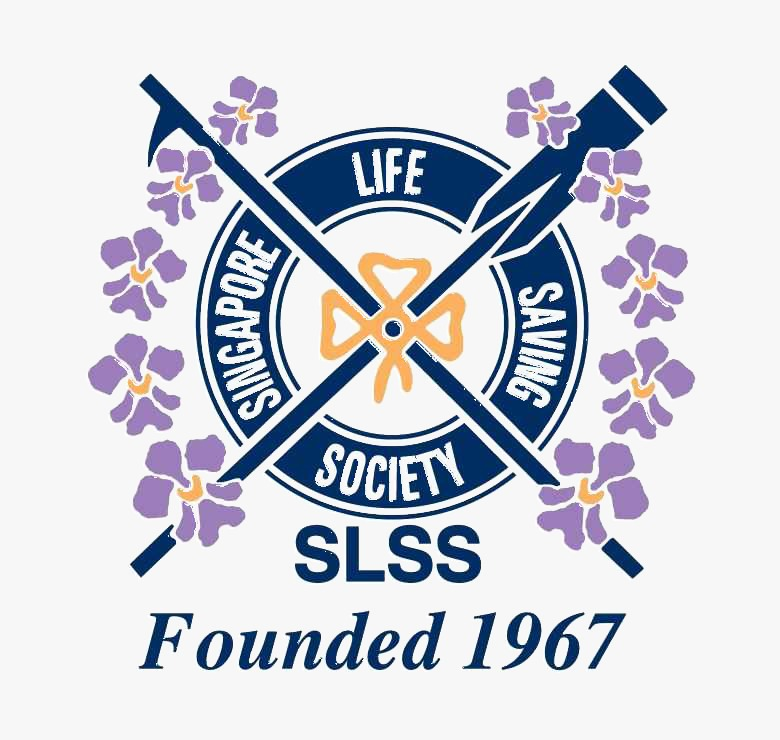 SINGAPORE
LIFE
SAVING
SOCIETY
SLSS
Founded 1967